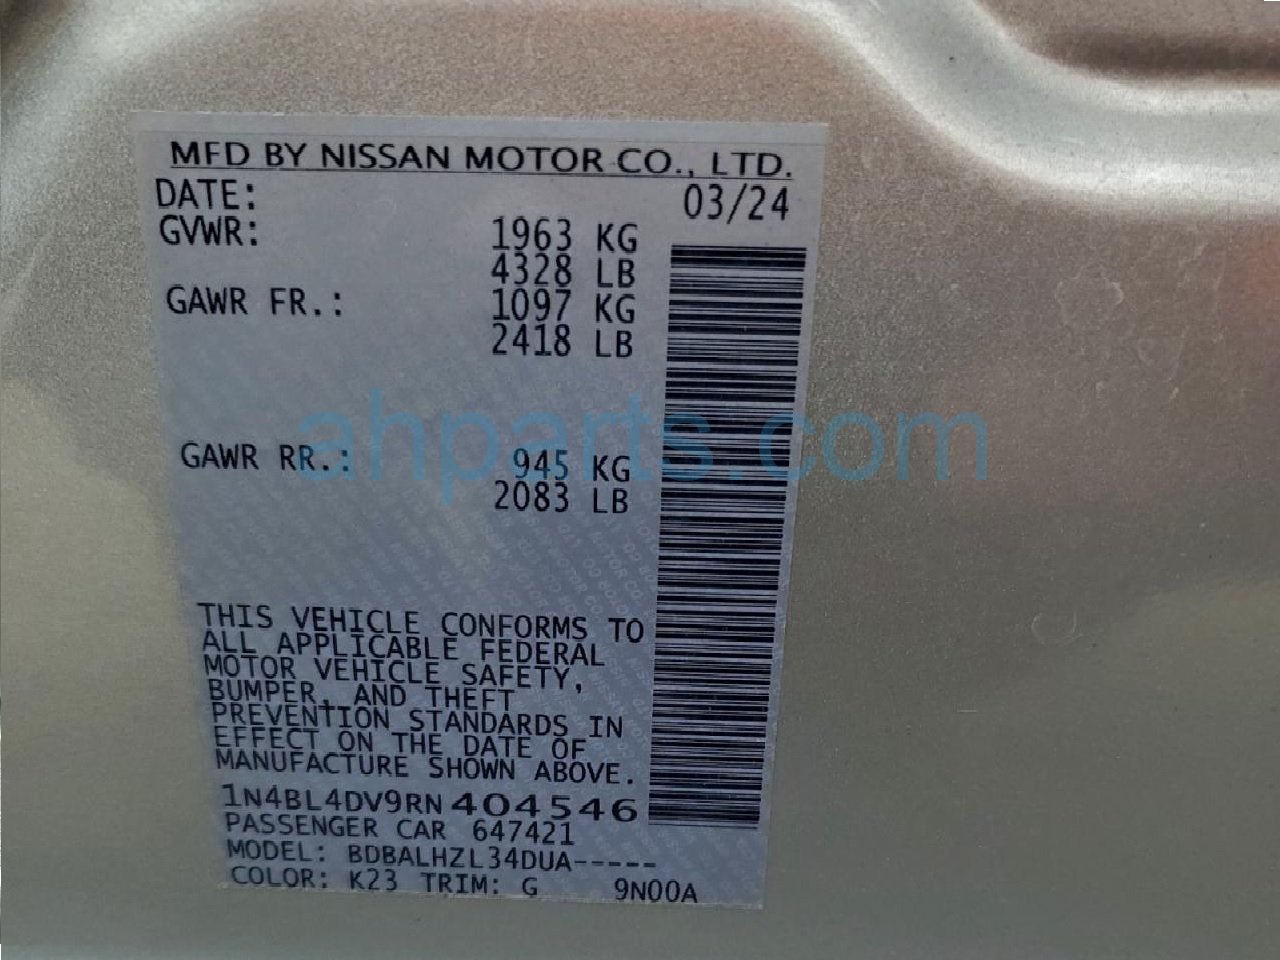 MFD BY NISSAN MOTOR CO., LTD.
DATE: 03/24
GVWR: 1963 KG
4328 LB
GAWR FR.: 1097 KG
2418 LB
GAWR RR.: 945 KG
2083 LB
THIS VEHICLE CONFORMS TO
ALL APPLICABLE FEDERAL
MOTOR VEHICLE SAFETY,
BUMPER, AND THEFT
PREVENTION STANDARDS IN
EFFECT ON THE DATE OF
MANUFACTURE SHOWN ABOVE.
1N4BL4DV9RN404546
PASSENGER CAR 647421
MODEL: BDBALHZL34DUA-----
COLOR: K23 TRIM: G 9N00A
ahparts.com